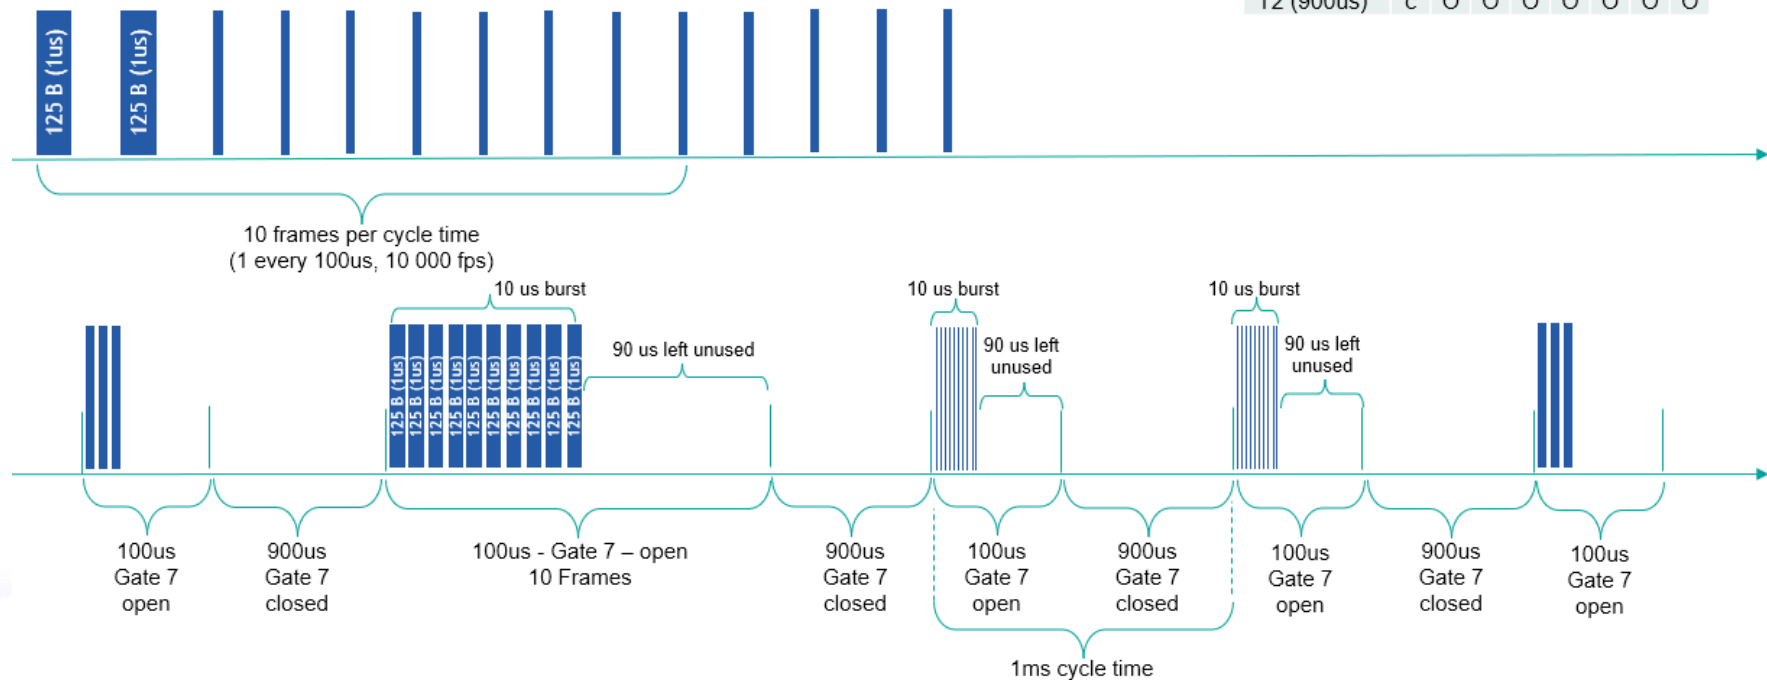 T2 (900us) c O O O O O O O
125 B (1us)
125 B (1us)
10 frames per cycle time
(1 every 100us, 10 000 fps)
10 us burst
90 us left unused
10 us burst
90 us left
unused
10 us burst
90 us left
unused
125 B (1us)
125 B (1us)
125 B (1us)
125 B (1us)
125 B (1us)
125 B (1us)
125 B (1us)
125 B (1us)
125 B (1us)
125 B (1us)
100us
Gate 7
open
900us
Gate 7
closed
100us - Gate 7 – open
10 Frames
900us
Gate 7
closed
100us
Gate 7
open
900us
Gate 7
closed
100us
Gate 7
open
900us
Gate 7
closed
100us
Gate 7
open
1ms cycle time